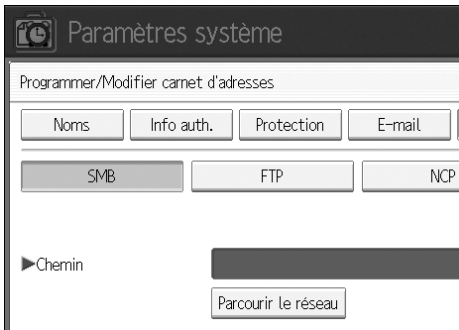 Paramètres système
Programmer/Modifier carnet d'adresses
Noms Info auth. Protection E-mail
SMB FTP NCP
▶Chemin
Parcourir le réseau